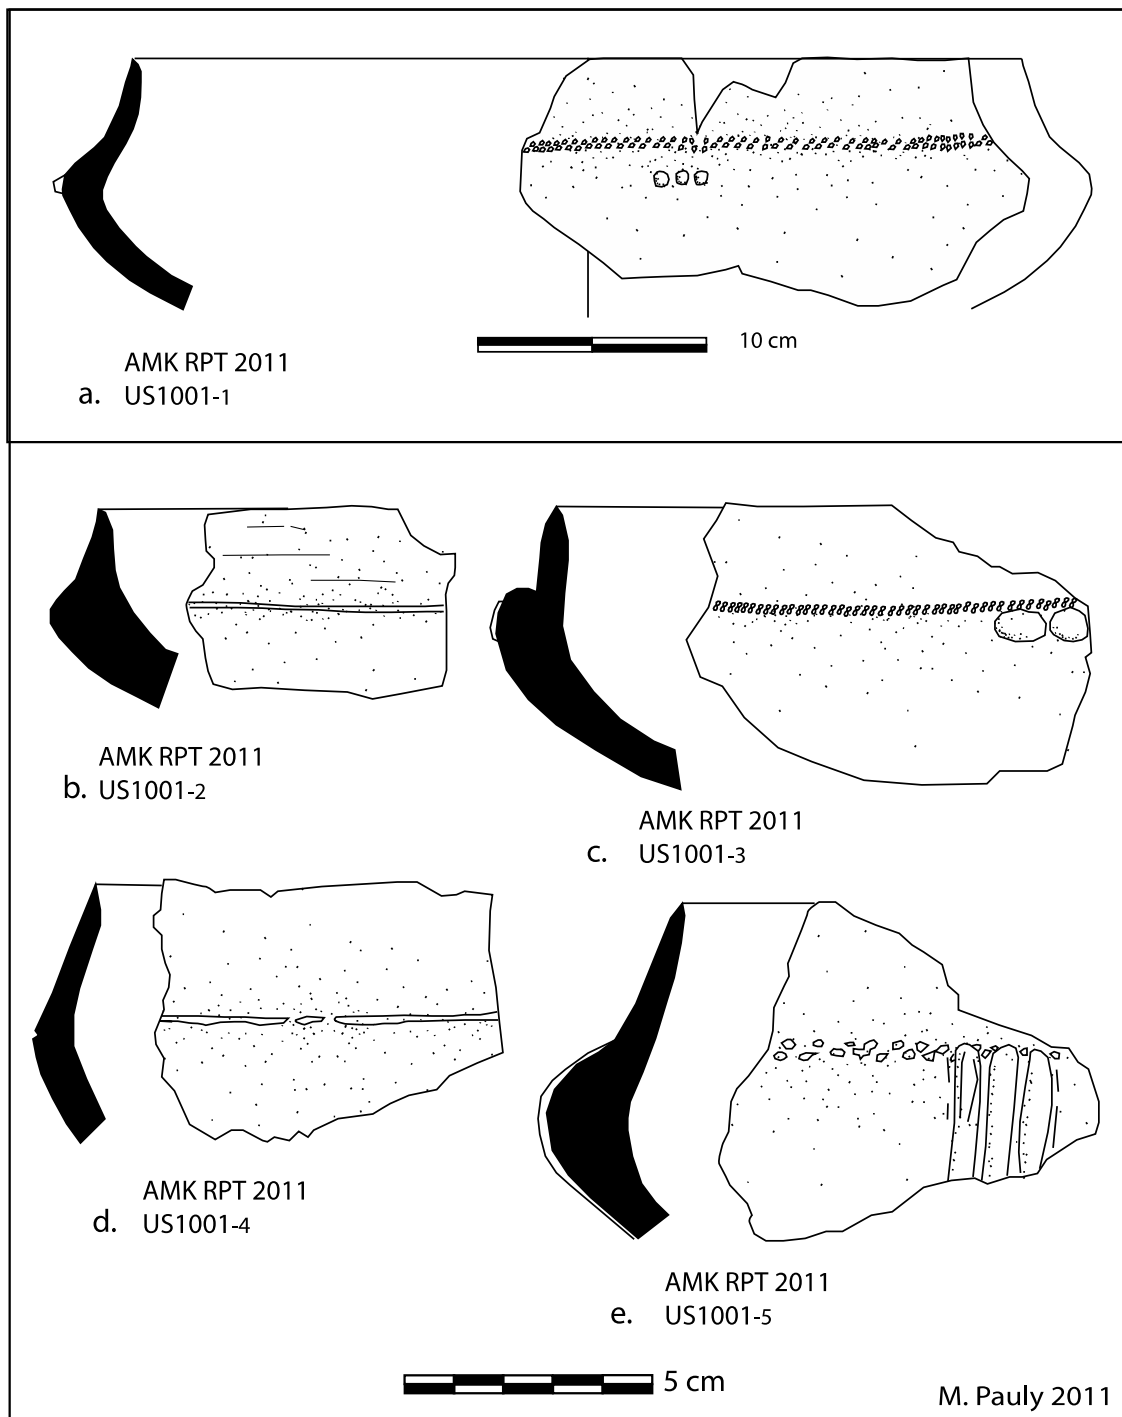 10 cm
AMK RPT 2011
a. US1001-1
AMK RPT 2011
b. US1001-2
AMK RPT 2011
c. US1001-3
AMK RPT 2011
d. US1001-4
AMK RPT 2011
e. US1001-5
5 cm
M. Pauly 2011